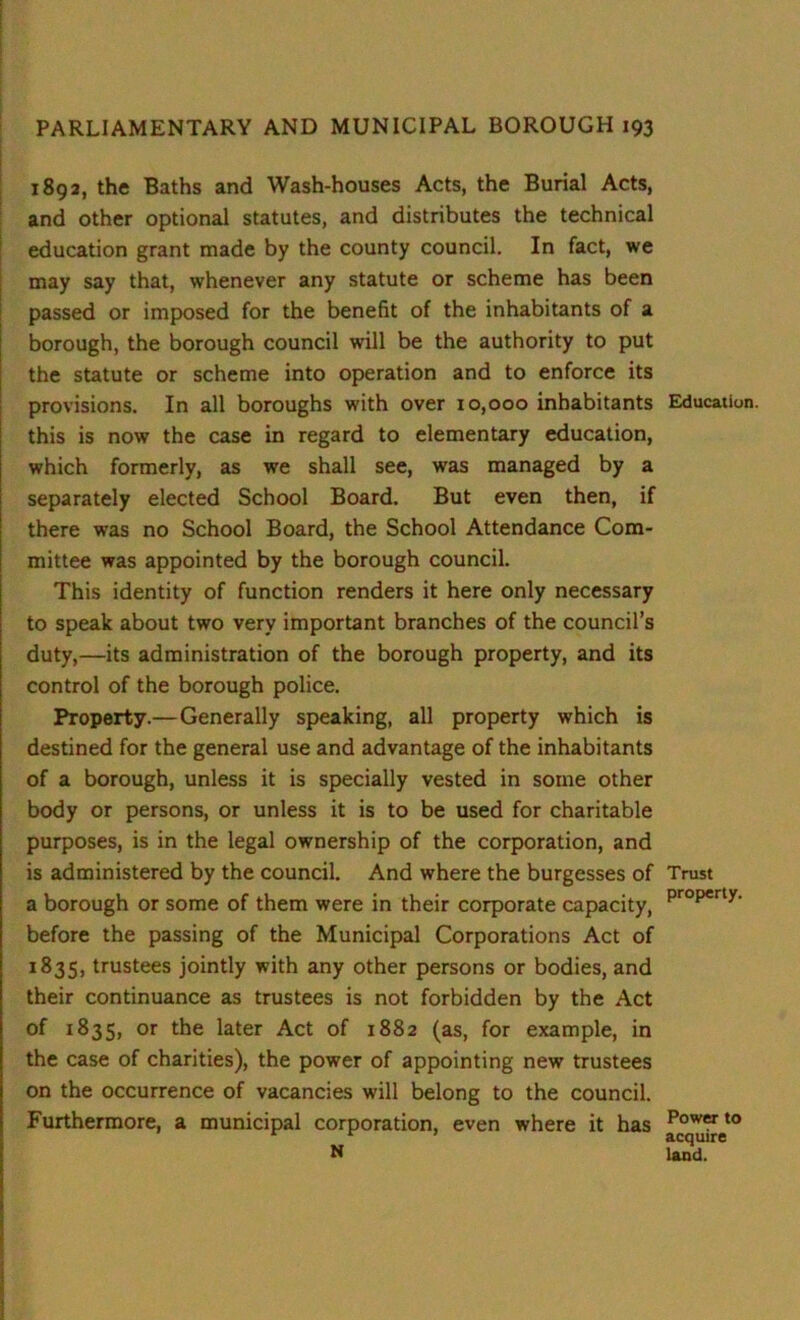 PARLIAMENTARY AND MUNICIPAL BOROUGH 193
1892, the Baths and Wash-houses Acts, the Burial Acts,
and other optional statutes, and distributes the technical
education grant made by the county council. In fact, we
may say that, whenever any statute or scheme has been
passed or imposed for the benefit of the inhabitants of a
borough, the borough council will be the authority to put
the statute or scheme into operation and to enforce its
provisions. In all boroughs with over 10,000 inhabitants Education.
this is now the case in regard to elementary education,
which formerly, as we shall see, was managed by a
separately elected School Board. But even then, if
there was no School Board, the School Attendance Com-
mittee was appointed by the borough council.
This identity of function renders it here only necessary
to speak about two very important branches of the council's
duty,—its administration of the borough property, and its
control of the borough police.
Property.—Generally speaking, all property which is
destined for the general use and advantage of the inhabitants
of a borough, unless it is specially vested in some other
body or persons, or unless it is to be used for charitable
purposes, is in the legal ownership of the corporation, and
is administered by the council. And where the burgesses of Trust
a borough or some of them were in their corporate capacity, property.
before the passing of the Municipal Corporations Act of
1835, trustees jointly with any other persons or bodies, and
their continuance as trustees is not forbidden by the Act
of 1835, or the later Act of 1882 (as, for example, in
the case of charities), the power of appointing new trustees
on the occurrence of vacancies will belong to the council.
Furthermore, a municipal corporation, even where it has Power to
acquire
N land.